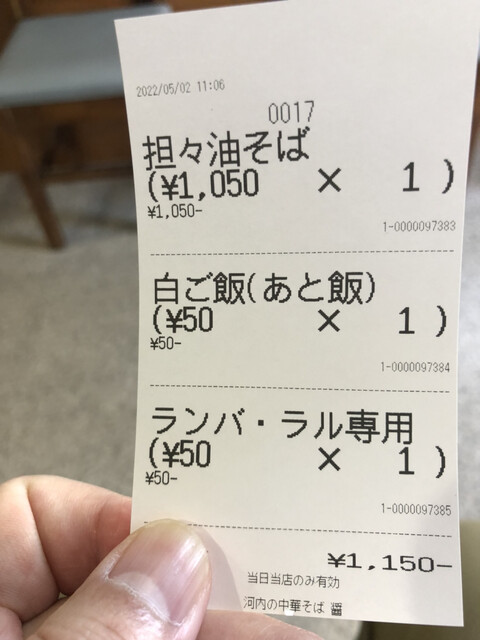 2022/05/02 11:06
0017
担々油そば
(¥1,050 × 1)
¥1,050-
1-0000097383
白ご飯(あと飯)
(¥50 × 1)
¥50-
1-0000097384
ランバ・ラル専用
(¥50 × 1)
¥50-
1-0000097385
¥1,150-
当日当店のみ有効
河内の中華そば 醤